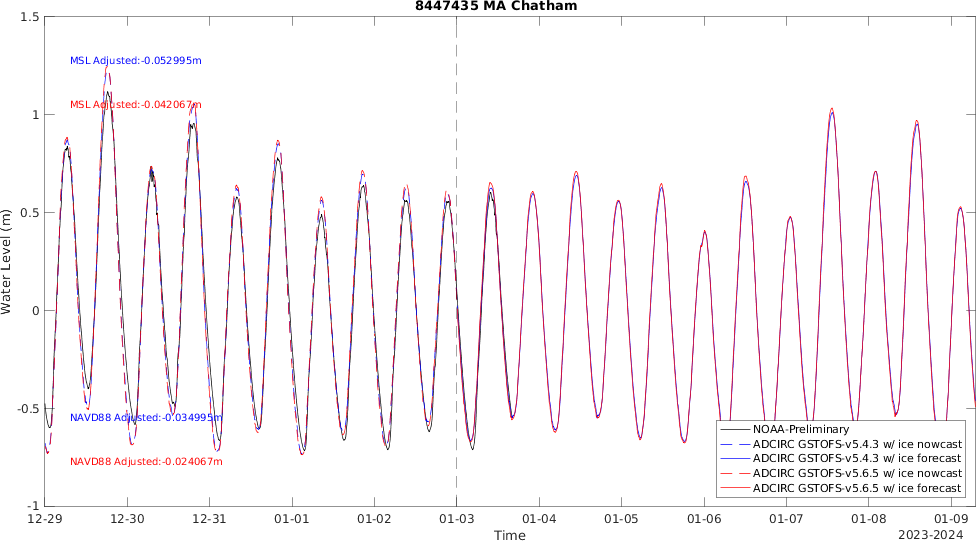 8447435 MA Chatham
1.5
1
0.5
0
-0.5
-1
Water Level (m)
MSL Adjusted:-0.052995m
MSL Adjusted:-0.042067m
NAVD88 Adjusted:-0.034995m
NAVD88 Adjusted:-0.024067m
NOAA-Preliminary
ADCIRC GSTOFS-v5.4.3 w/ ice nowcast
ADCIRC GSTOFS-v5.4.3 w/ ice forecast
ADCIRC GSTOFS-v5.6.5 w/ ice nowcast
ADCIRC GSTOFS-v5.6.5 w/ ice forecast
12-29 12-30 12-31 01-01 01-02 01-03 01-04 01-05 01-06 01-07 01-08 01-09
Time
2023-2024